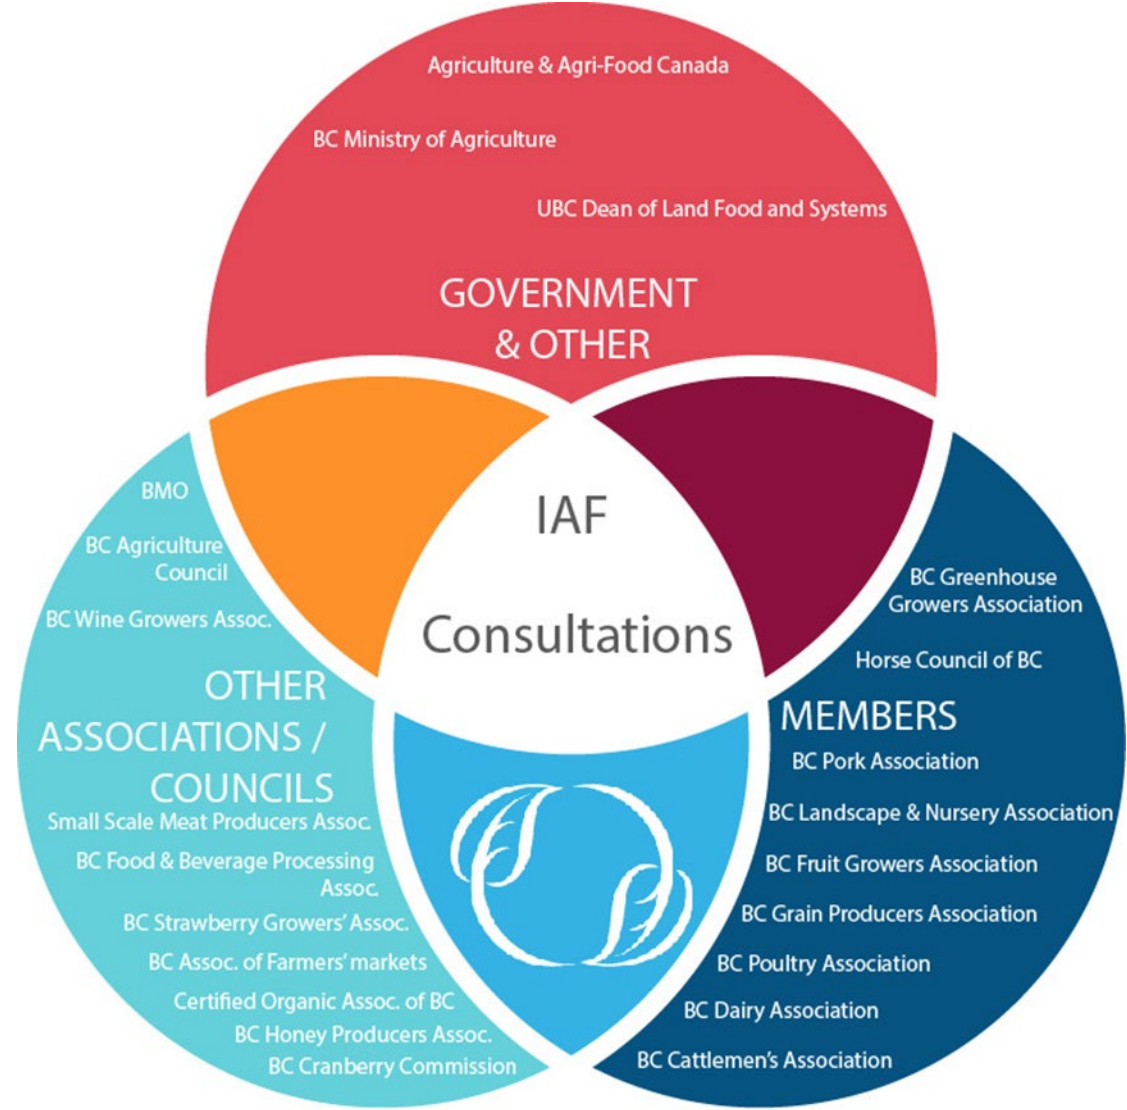 Agriculture & Agri-Food Canada
BC Ministry of Agriculture
UBC Dean of Land Food and Systems
GOVERNMENT
& OTHER
IAF
Consultations
BMO
BC Agriculture
Council
BC Wine Growers Assoc.
OTHER
ASSOCIATIONS /
COUNCILS
Small Scale Meat Producers Assoc.
BC Food & Beverage Processing
Assoc.
BC Strawberry Growers' Assoc.
BC Assoc. of Farmers' markets
Certified Organic Assoc. of BC
BC Honey Producers Assoc.
BC Cranberry Commission
BC Greenhouse
Growers Association
Horse Council of BC
MEMBERS
BC Pork Association
BC Landscape & Nursery Association
BC Fruit Growers Association
BC Grain Producers Association
BC Poultry Association
BC Dairy Association
BC Cattlemen's Association